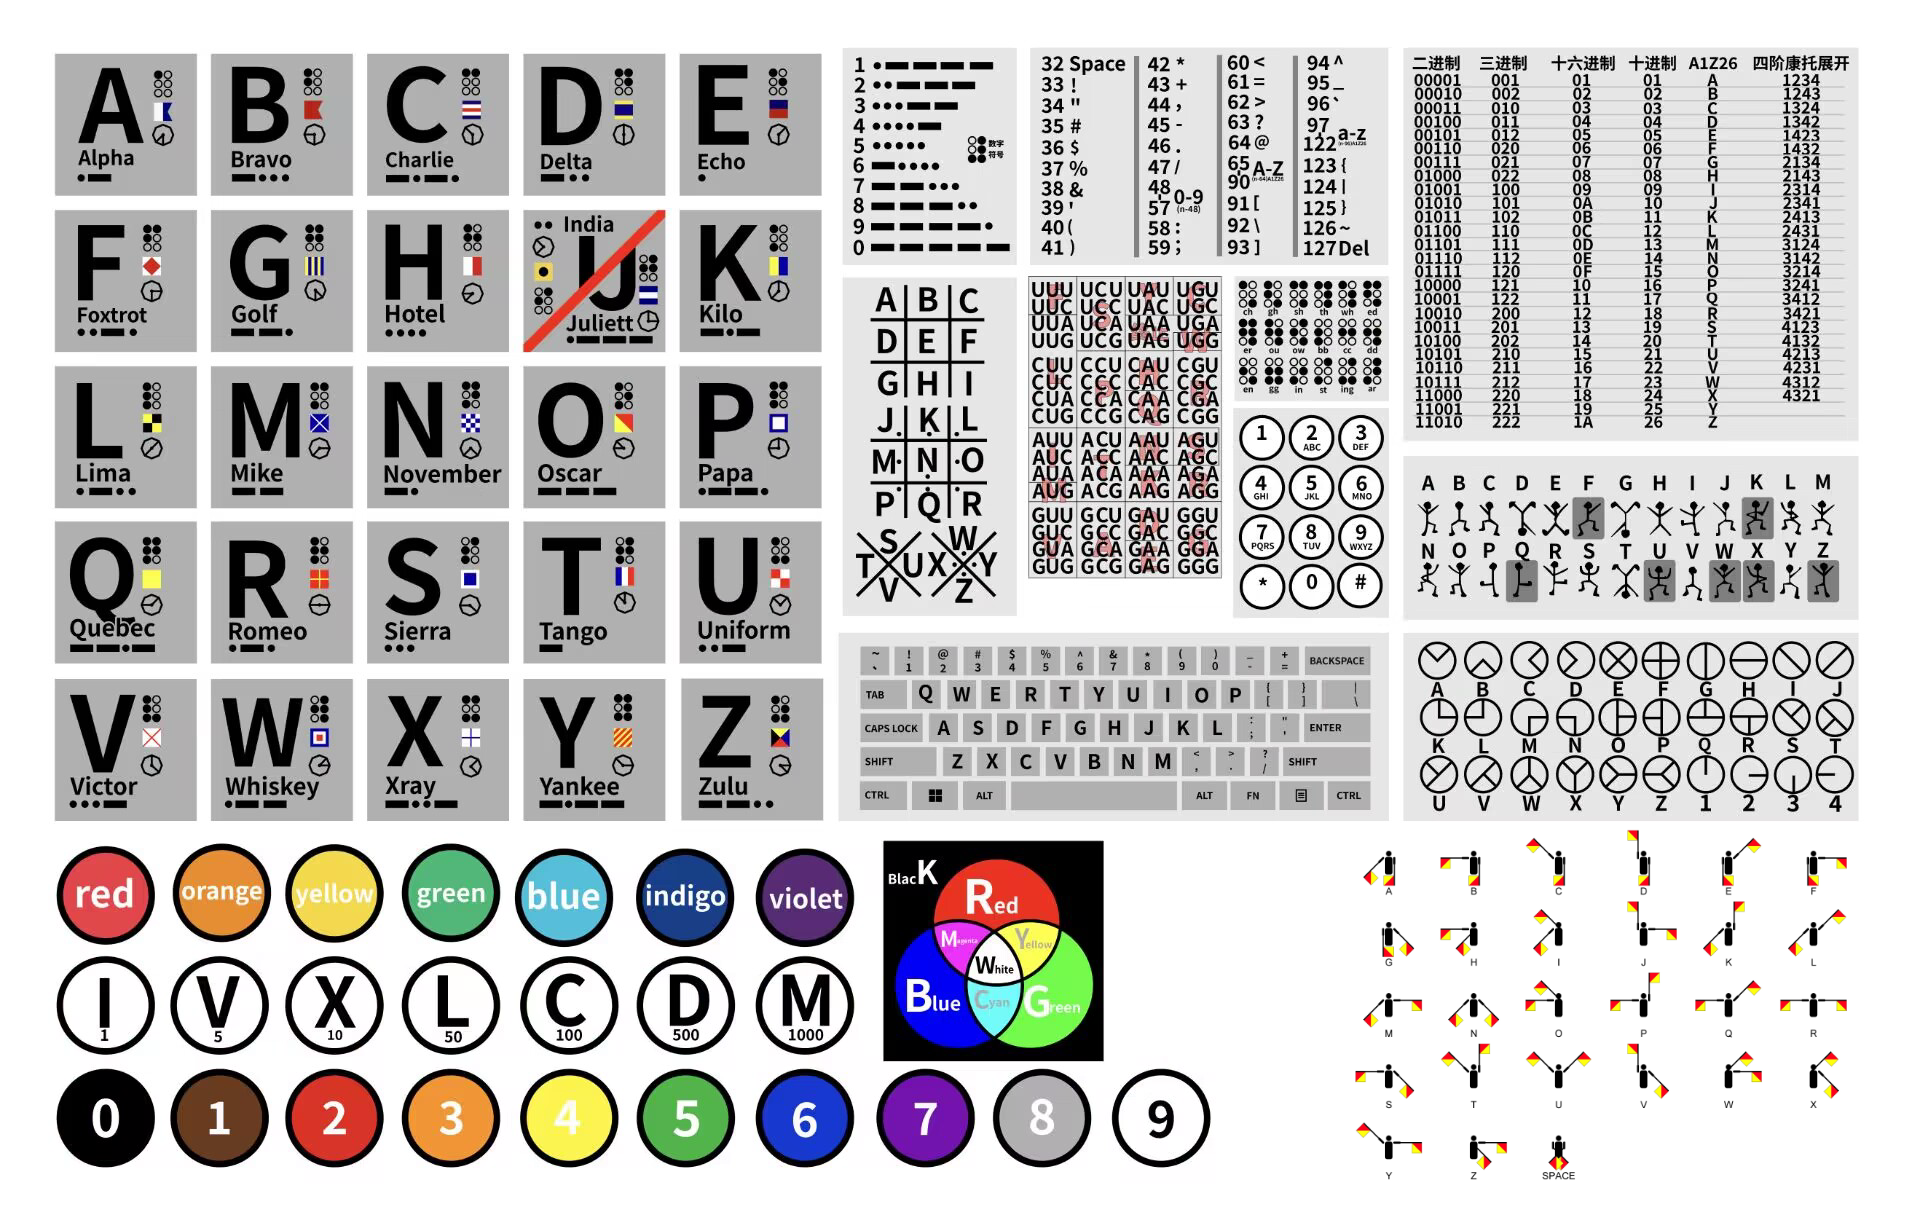 A
Alpha
B
Bravo
C
Charlie
D
Delta
E
Echo
F
Foxtrot
G
Golf
H
Hotel
India
J
Juliett
K
Kilo
L
Lima
M
Mike
N
November
O
Oscar
P
Papa
Q
Quebec
R
Romeo
S
Sierra
T
Tango
U
Uniform
V
Victor
W
Whiskey
X
Xray
Y
Yankee
Z
Zulu
1
2
3
4
5
6
7
8
9
0
数字
符号
32 Space
33 !
34 "
35 #
36 $
37 %
38 &
39 '
40 (
41 )
42 *
43 +
44 ,
45 -
46 .
47 /
48
0-9
57 (n-48)
58 :
59 ;
60 <
61 =
62 >
63 ?
64 @
65
A-Z
90 (n-64)A1Z26
91 [
92 \
93 ]
94 ^
95 _
96 `
97
a-z
122 (n-96)A1Z26
123 {
124 |
125 }
126 ~
127 Del
二进制 三进制 十六进制 十进制 A1Z26 四阶康托展开
00001 001 01 01 A 1234
00010 002 02 02 B 1243
00011 010 03 03 C 1324
00100 011 04 04 D 1342
00101 012 05 05 E 1423
00110 020 06 06 F 1432
00111 021 07 07 G 2134
01000 022 08 08 H 2143
01001 100 09 09 I 2314
01010 101 0A 10 J 2341
01011 102 0B 11 K 2413
01100 110 0C 12 L 2431
01101 111 0D 13 M 3124
01110 112 0E 14 N 3142
01111 120 0F 15 O 3214
10000 121 10 16 P 3241
10001 122 11 17 Q 3412
10010 200 12 18 R 3421
10011 201 13 19 S 4123
10100 202 14 20 T 4132
10101 210 15 21 U 4213
10110 211 16 22 V 4231
10111 212 17 23 W 4312
11000 220 18 24 X 4321
11001 221 19 25 Y
11010 222 1A 26 Z
A B C
D E F
G H I
J K L
M N O
P Q R
S
T U
V
W
X Y
Z
UUU UCU UAU UGU
UUC UCC UAC UGC
UUA UCA UAA UGA
UUG UCG UAG UGG
CUU CCU CAU CGU
CUC CCC CAC CGC
CUA CCA CAA CGA
CUG CCG CAG CGG
AUU ACU AAU AGU
AUC ACC AAC AGC
AUA ACA AAA AGA
AUG ACG AAG AGG
GUU GCU GAU GGU
GUC GCC GAC GGC
GUA GCA GAA GGA
GUG GCG GAG GGG
ch gh sh th wh ed
er ou ow bb cc dd
en gg in st ing ar
1 2 3
ABC DEF
4 5 6
GHI JKL MNO
7 8 9
PQRS TUV WXYZ
* 0 #
A B C D E F G H I J K L M
N O P Q R S T U V W X Y Z
~ ! @ # $ % ^ & * ( ) _ +
` 1 2 3 4 5 6 7 8 9 0 - = BACKSPACE
TAB Q W E R T Y U I O P { [ } ] | \
CAPS LOCK A S D F G H J K L : ; " ' ENTER
SHIFT Z X C V B N M < , > . ? / SHIFT
CTRL ALT ALT FN CTRL
A B C D E F G H I J
K L M N O P Q R S T
U V W X Y Z 1 2 3 4
red orange yellow green blue indigo violet
I V X L C D M
1 5 10 50 100 500 1000
0 1 2 3 4 5 6 7 8 9
BlacK
Red
Magenta
Yellow
White
Blue
Cyan
Green
A B C D E F
G H I J K L
M N O P Q R
S T U V W X
Y Z SPACE